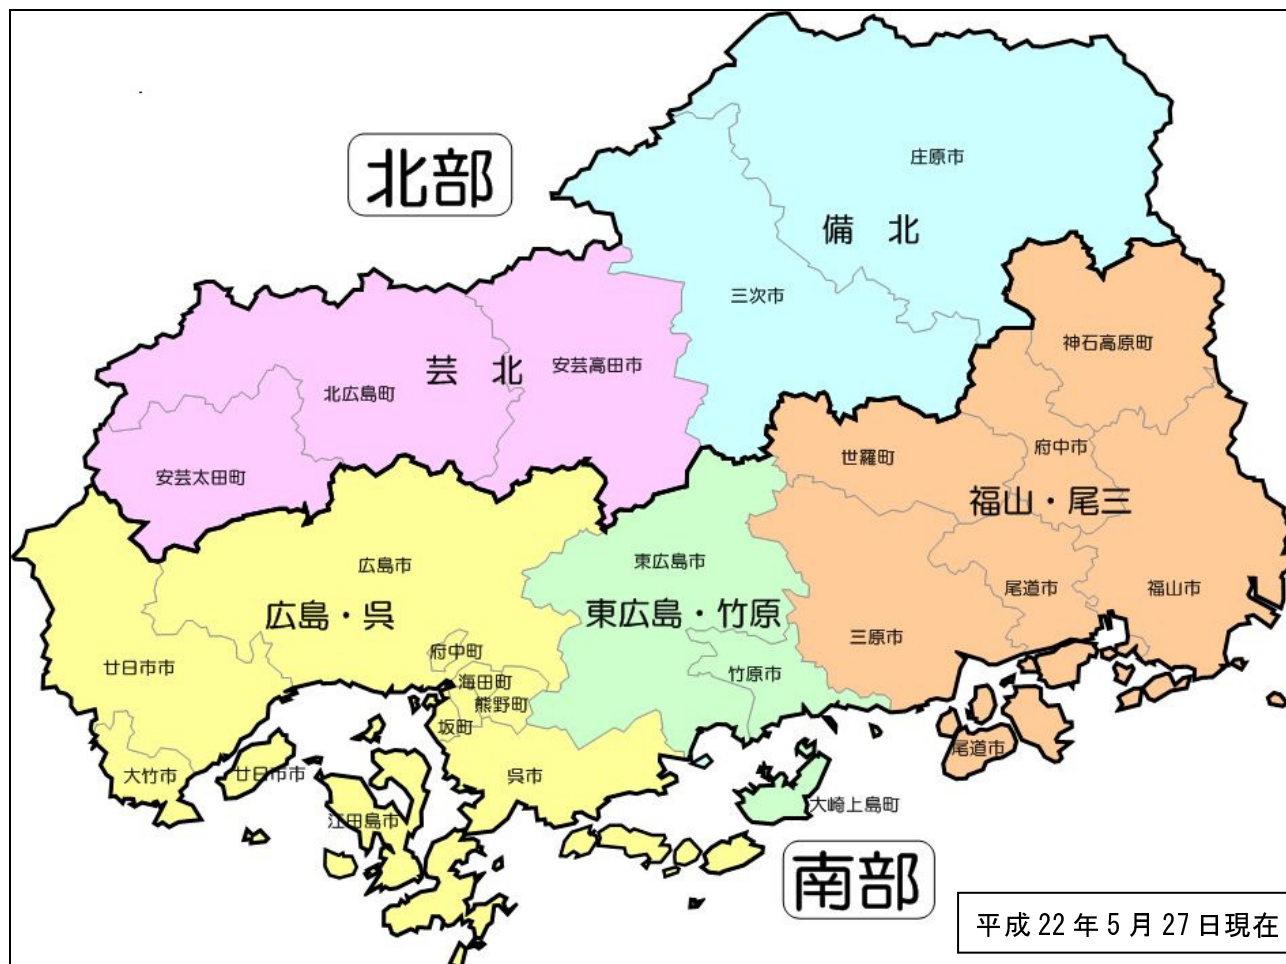 北部
庄原市
備 北
三次市
神石高原町
芸 北
安芸高田市
北広島町
世羅町
府中市
安芸太田町
福山・尾三
広島市
東広島市
尾道市
福山市
広島・呉
東広島・竹原
三原市
府中町
廿日市市
海田町
竹原市
熊野町
坂町
尾道市
大竹市
廿日市市
呉市
江田島市
大崎上島町
南部
平成22年5月27日現在